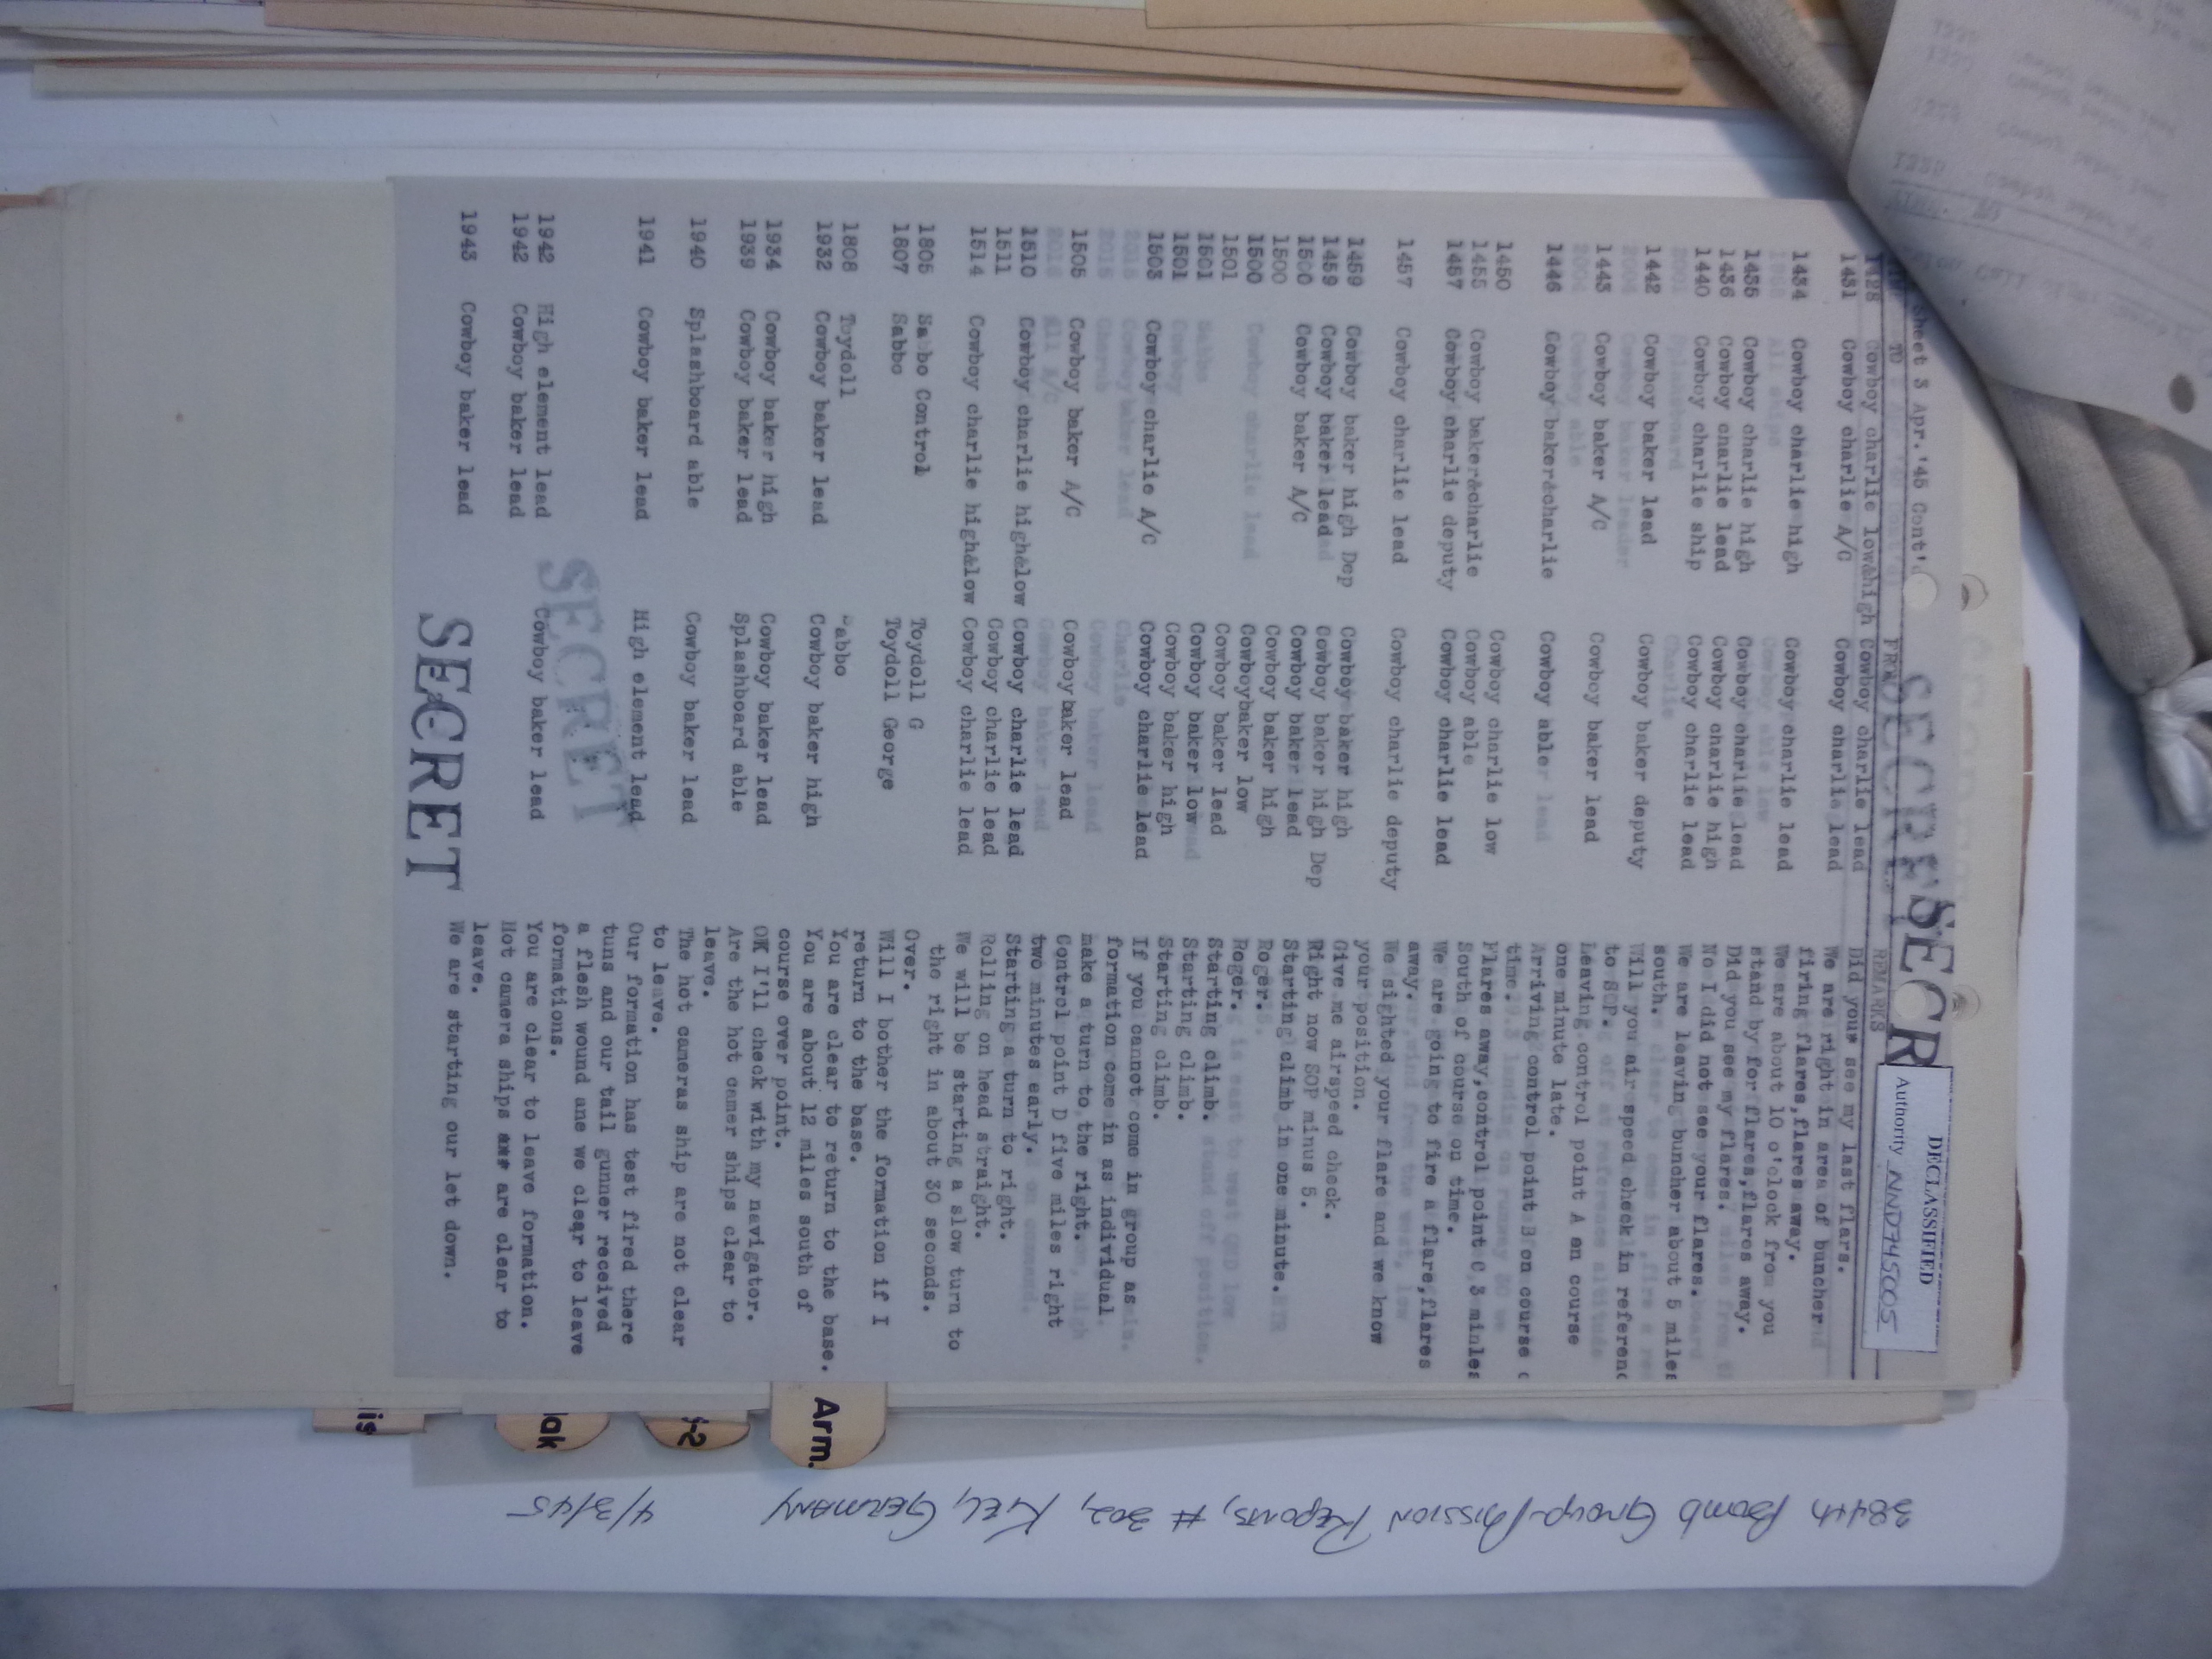 DECLASSIFIED
Authority NND745005
SECRET
Sheet 3 Apr.'45 Cont'd
REMARKS
1428 Cowboy charlie low&high Cowboy charlie lead Did your see my last flars.
1431 Cowboy charlie A/C Cowboy charlie lead We are right in area of buncher
firing flares,flares away.
1434 Cowboy charlie high Cowboy charlie lead We are about 10 o'clock from you
stand by for flares,flares away.
1435 Cowboy charlie high Cowboy charlie lead Did you see my flares.
1436 Cowboy charlie lead Cowboy charlie high No I did not see your flares.
1440 Cowboy charlie ship Cowboy charlie lead We are leaving buncher about 5 miles
south.
1442 Cowboy baker lead Cowboy baker deputy Will you air speed check in referenc
to SOP.
1443 Cowboy baker A/C Cowboy baker lead Leaving control point A on course
one minute late.
1446 Cowboy baker&charlie Cowboy able Arriving control point B on course o
time.
1450 Cowboy charlie low Flares away,control point C,3 minles
1455 Cowboy baker&charlie Cowboy able South of course on time.
1457 Cowboy charlie deputy Cowboy charlie lead We are going to fire a flare,flares
away.
1457 Cowboy charlie lead Cowboy charlie deputy We sighted your flare and we know
your position.
1459 Cowboy baker high Dep Cowboy baker high Give me airspeed check.
1459 Cowboy baker lead Cowboy baker high Dep Right now SOP minus 5.
1500 Cowboy baker A/C Cowboy baker lead Starting climb in one minute.
1500 Cowboy baker high Roger.
1500 Cowboybaker low Roger.
1501 Cowboy baker lead Starting climb.
1501 Cowboy baker low Starting climb.
1501 Cowboy baker high Starting climb.
1503 Cowboy charlie A/C Cowboy charlie lead If you cannot come in group as
formation come in as individual.
make a turn to the right.
1505 Cowboy baker A/C Cowboy baker lead Control point D five miles right
two minutes early.
1510 Cowboy charlie high&low Cowboy charlie lead Starting a turn to right.
1511 Cowboy charlie lead Rolling on head straight.
1514 Cowboy charlie high&low Cowboy charlie lead We will be starting a slow turn to
the right in about 30 seconds.
1805 Sabbo Control Toydoll G Over.
1807 Sabbo Toydoll George Will I bother the formation if I
return to the base.
1808 Toydoll Sabbo You are clear to return to the base.
1932 Cowboy baker lead Cowboy baker high You are about 12 miles south of
course over point.
1934 Cowboy baker high Cowboy baker lead OK I'll check with my navigator.
1939 Cowboy baker lead Splashboard able Are the hot camer ships clear to
leave.
1940 Splashboard able Cowboy baker lead The hot cameras ship are not clear
to leave.
1941 Cowboy baker lead High element lead Our formation has test fired there
tuns and our tail gunner received
a flesh wound ane we cleqr to leave
formations.
1942 High element lead Cowboy baker lead You are clear to leave formation.
1942 Cowboy baker lead Hot camera ships are clear to
leave.
1943 Cowboy baker lead We are starting our let down.
SECRET
SECRET
Arm.
S-2
lak
lis
384th Bomb Group-Mission Reports, # 302, Kiel, Germany 4/3/45